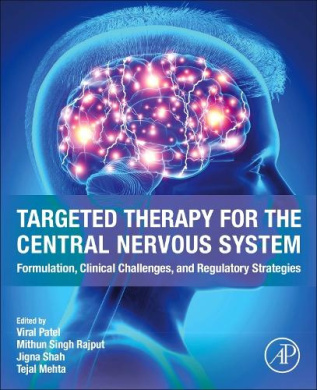 TARGETED THERAPY FOR THE
CENTRAL NERVOUS SYSTEM
Formulation, Clinical Challenges, and Regulatory Strategies
Edited by
Viral Patel
Mithun Singh Rajput
Jigna Shah
Tejal Mehta
AP